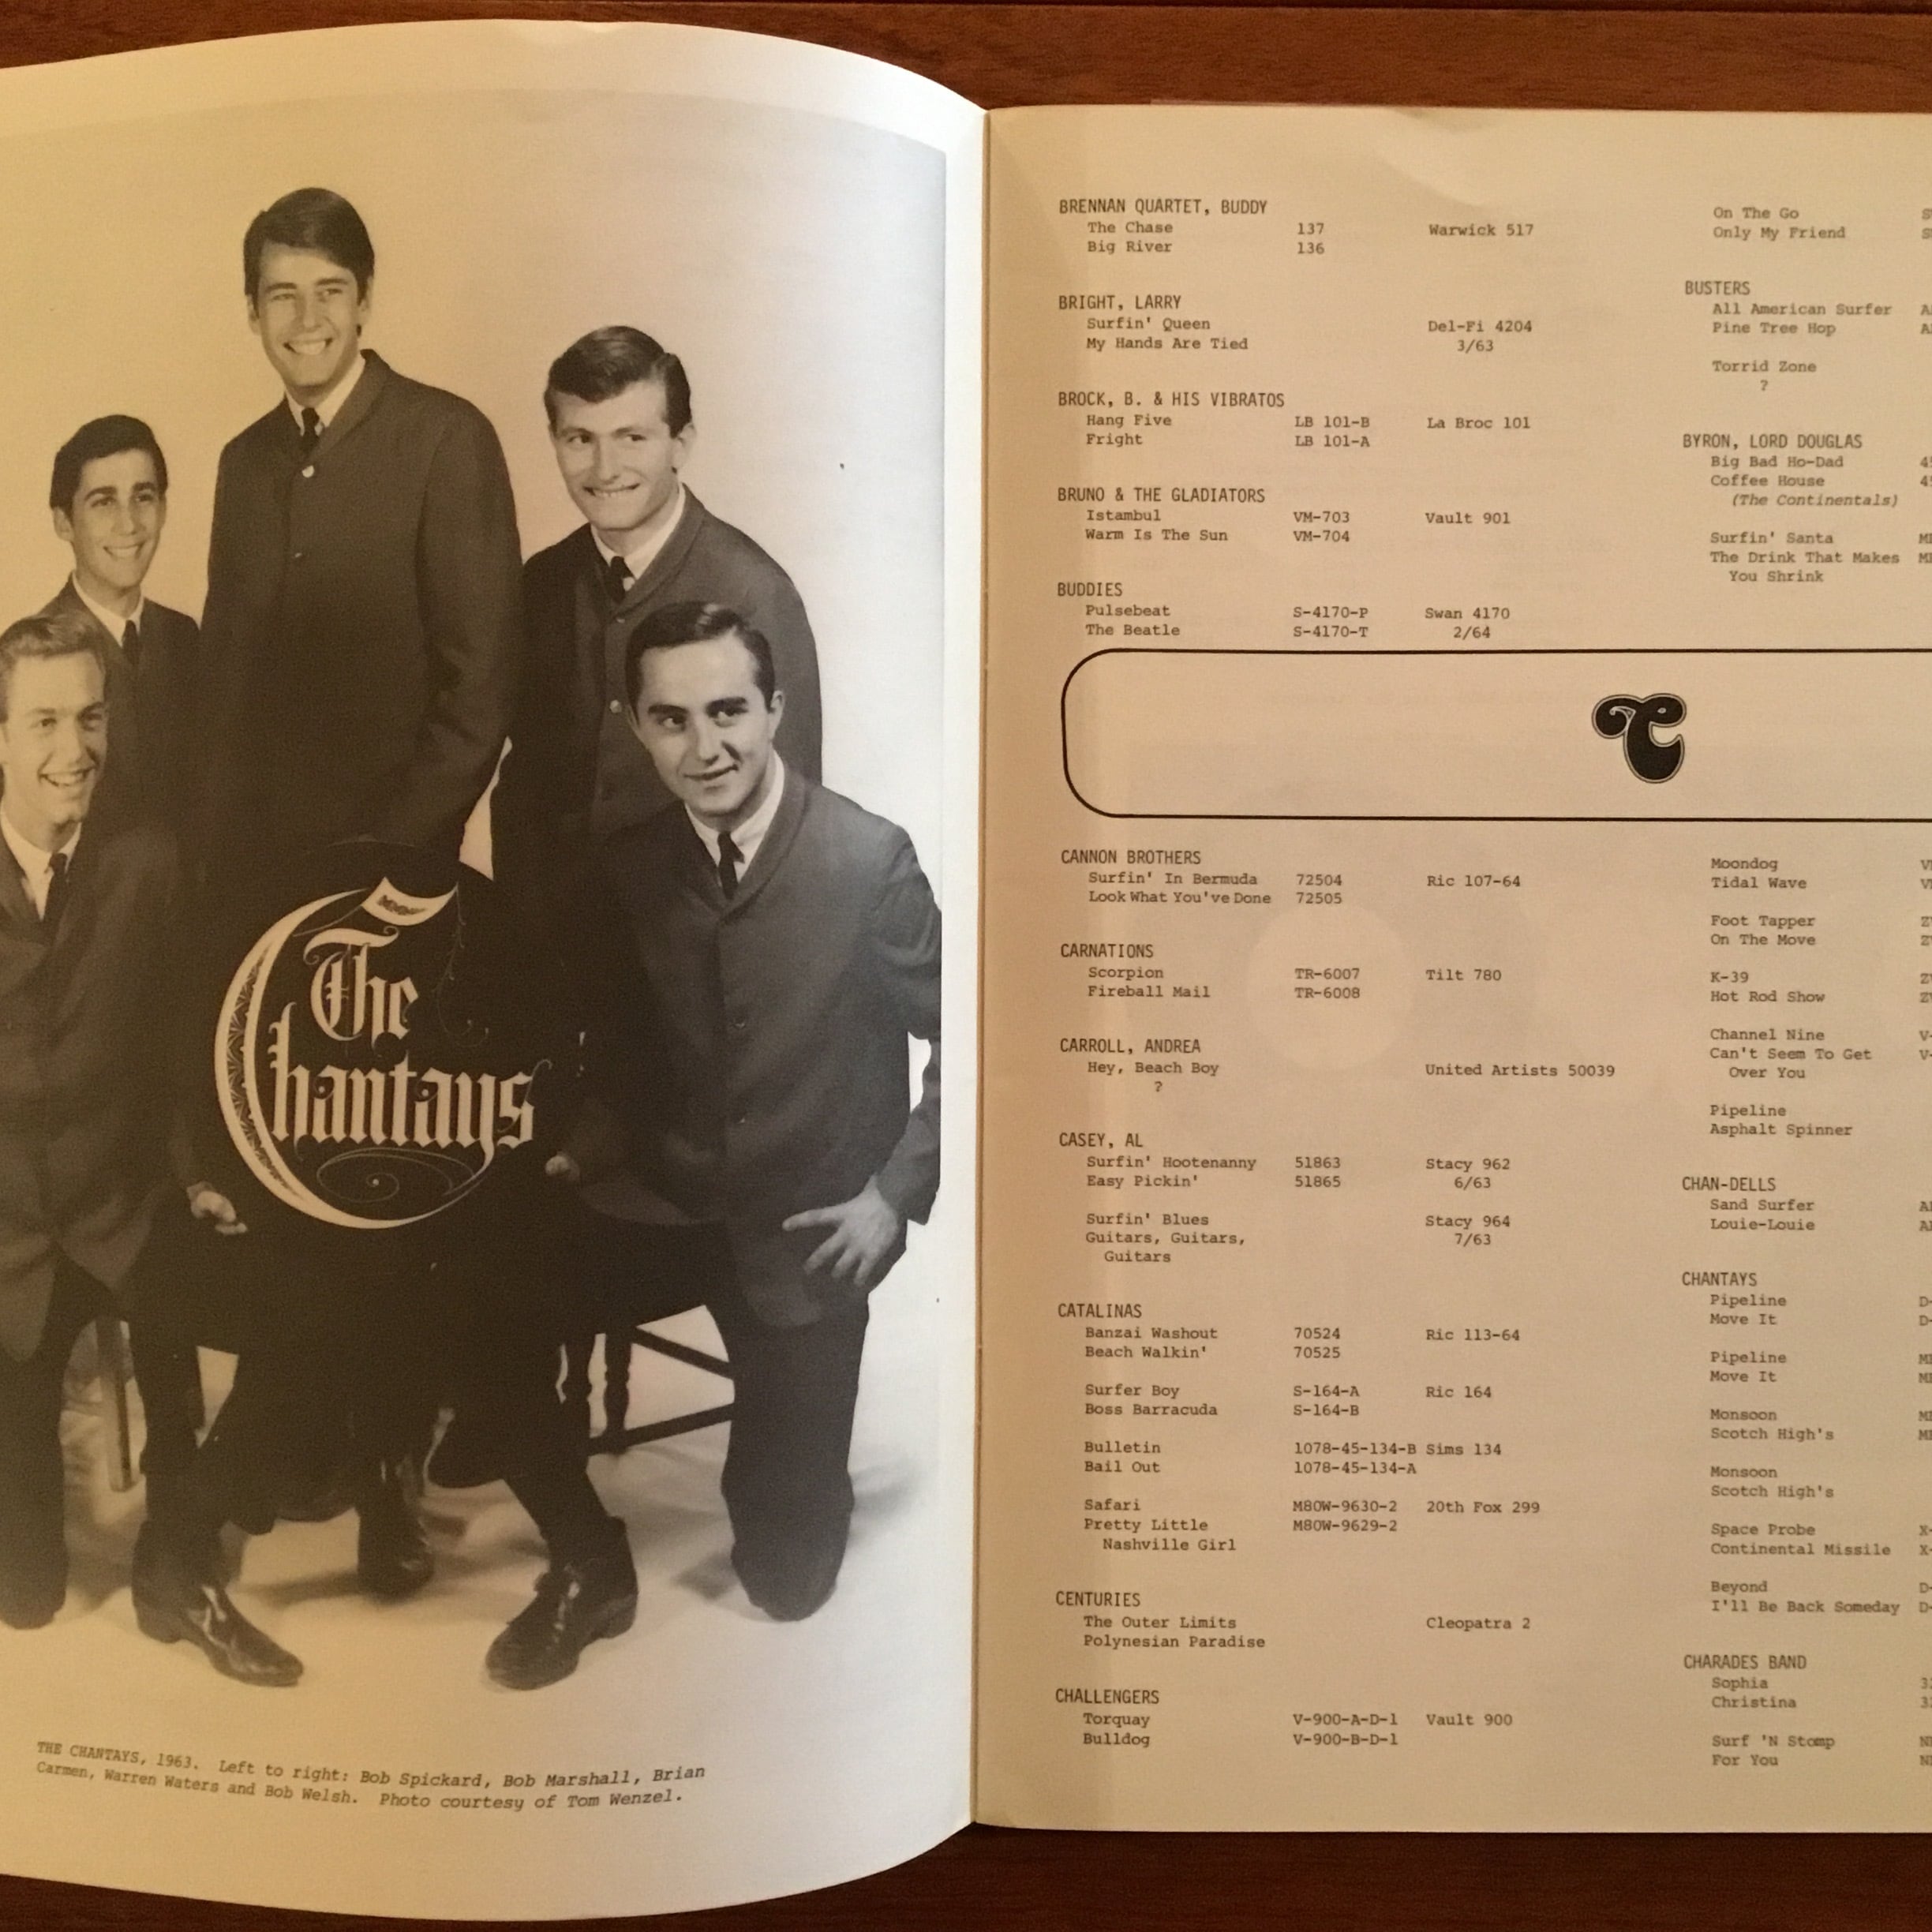 The
Chantays
THE CHANTAYS, 1963. Left to right: Bob Spickard, Bob Marshall, Brian
Carmen, Warren Waters and Bob Welsh. Photo courtesy of Tom Wenzel.
BRENNAN QUARTET, BUDDY
The Chase 137 Warwick 517
Big River 136
BRIGHT, LARRY
Surfin' Queen Del-Fi 4204
My Hands Are Tied 3/63
BROCK, B. & HIS VIBRATOS
Hang Five LB 101-B La Broc 101
Fright LB 101-A
BRUNO & THE GLADIATORS
Istambul VM-703 Vault 901
Warm Is The Sun VM-704
BUDDIES
Pulsebeat S-4170-P Swan 4170
The Beatle S-4170-T 2/64
On The Go
Only My Friend
BUSTERS
All American Surfer
Pine Tree Hop
Torrid Zone
?
BYRON, LORD DOUGLAS
Big Bad Ho-Dad
Coffee House
(The Continentals)
Surfin' Santa
The Drink That Makes
You Shrink
C
CANNON BROTHERS
Surfin' In Bermuda 72504 Ric 107-64
Look What You've Done 72505
CARNATIONS
Scorpion TR-6007 Tilt 780
Fireball Mail TR-6008
CARROLL, ANDREA
Hey, Beach Boy United Artists 50039
?
CASEY, AL
Surfin' Hootenanny 51863 Stacy 962
Easy Pickin' 51865 6/63
Surfin' Blues Stacy 964
Guitars, Guitars, 7/63
Guitars
CATALINAS
Banzai Washout 70524 Ric 113-64
Beach Walkin' 70525
Surfer Boy S-164-A Ric 164
Boss Barracuda S-164-B
Bulletin 1078-45-134-B Sims 134
Bail Out 1078-45-134-A
Safari M80W-9630-2 20th Fox 299
Pretty Little M80W-9629-2
Nashville Girl
CENTURIES
The Outer Limits Cleopatra 2
Polynesian Paradise
CHALLENGERS
Torquay V-900-A-D-1 Vault 900
Bulldog V-900-B-D-1
Moondog
Tidal Wave
Foot Tapper
On The Move
K-39
Hot Rod Show
Channel Nine
Can't Seem To Get
Over You
Pipeline
Asphalt Spinner
CHAN-DELLS
Sand Surfer
Louie-Louie
CHANTAYS
Pipeline
Move It
Pipeline
Move It
Monsoon
Scotch High's
Monsoon
Scotch High's
Space Probe
Continental Missile
Beyond
I'll Be Back Someday
CHARADES BAND
Sophia
Christina
Surf 'N Stomp
For You